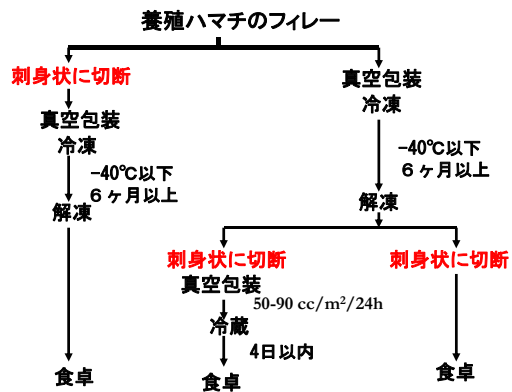 養殖ハマチのフィレー
刺身状に切断
真空包装
冷凍
-40℃以下
６ヶ月以上
解凍
食卓
真空包装
冷凍
-40℃以下
６ヶ月以上
解凍
刺身状に切断
真空包装
50-90 cc/m²/24h
冷蔵
4日以内
食卓
刺身状に切断
食卓